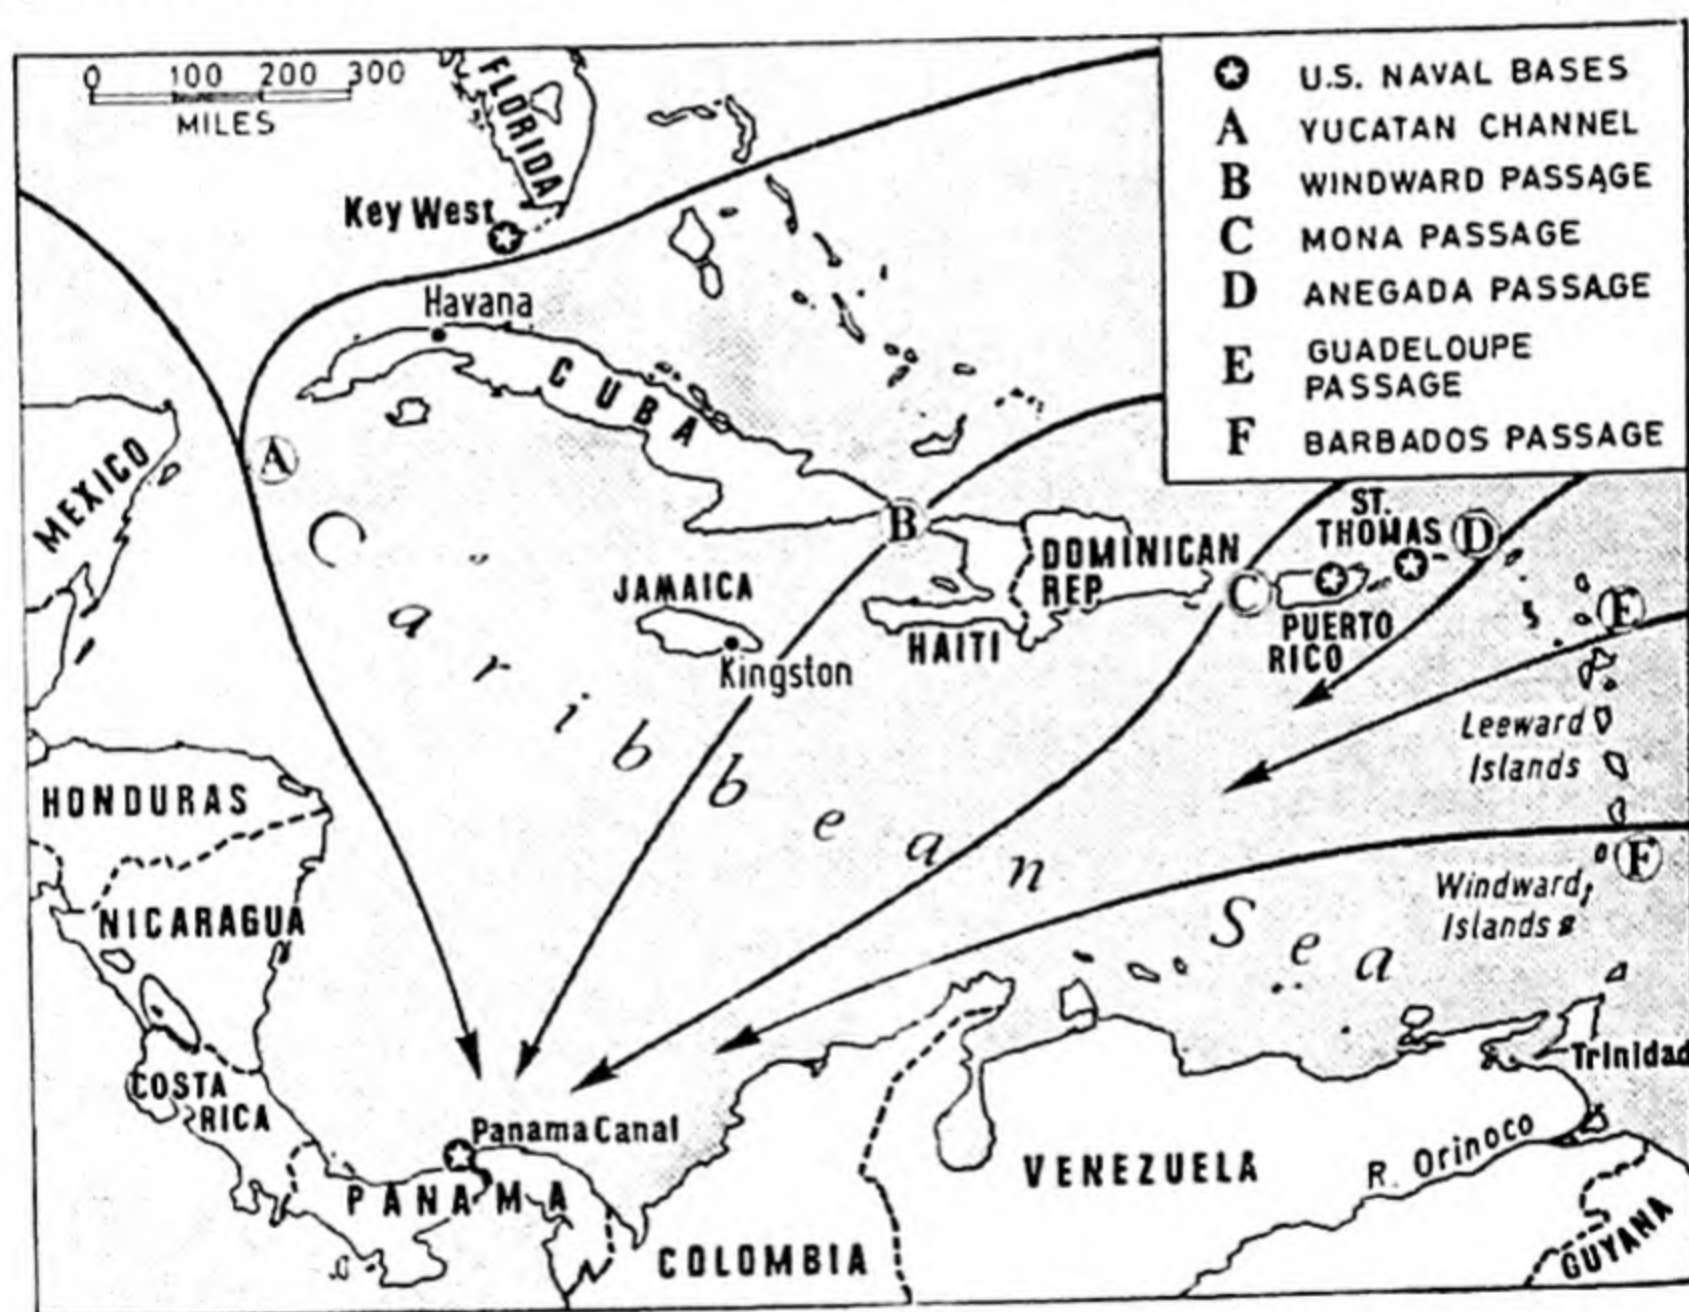 0 100 200 300
MILES
FLORIDA
Key West
Havana
CUBA
MEXICO
A
B
C
D
E
F
Caribbean Sea
JAMAICA
Kingston
HAITI
DOMINICAN
REP.
PUERTO
RICO
ST.
THOMAS
Leeward
Islands
Windward
Islands
HONDURAS
NICARAGUA
COSTA
RICA
Panama Canal
PANAMA
COLOMBIA
VENEZUELA
R. Orinoco
Trinidad
GUYANA
U.S. NAVAL BASES
A YUCATAN CHANNEL
B WINDWARD PASSAGE
C MONA PASSAGE
D ANEGADA PASSAGE
E GUADELOUPE
PASSAGE
F BARBADOS PASSAGE